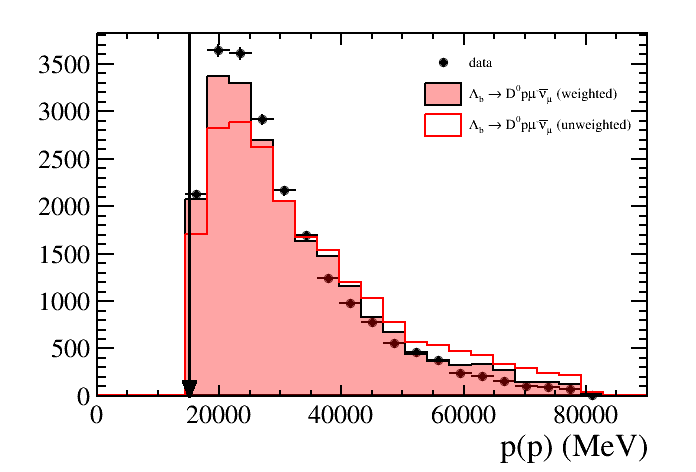 3500
3000
2500
2000
1500
1000
500
0
data
Λb → D⁰pμ ν̅μ (weighted)
Λb → D⁰pμ ν̅μ (unweighted)
0 20000 40000 60000 80000
p(p) (MeV)